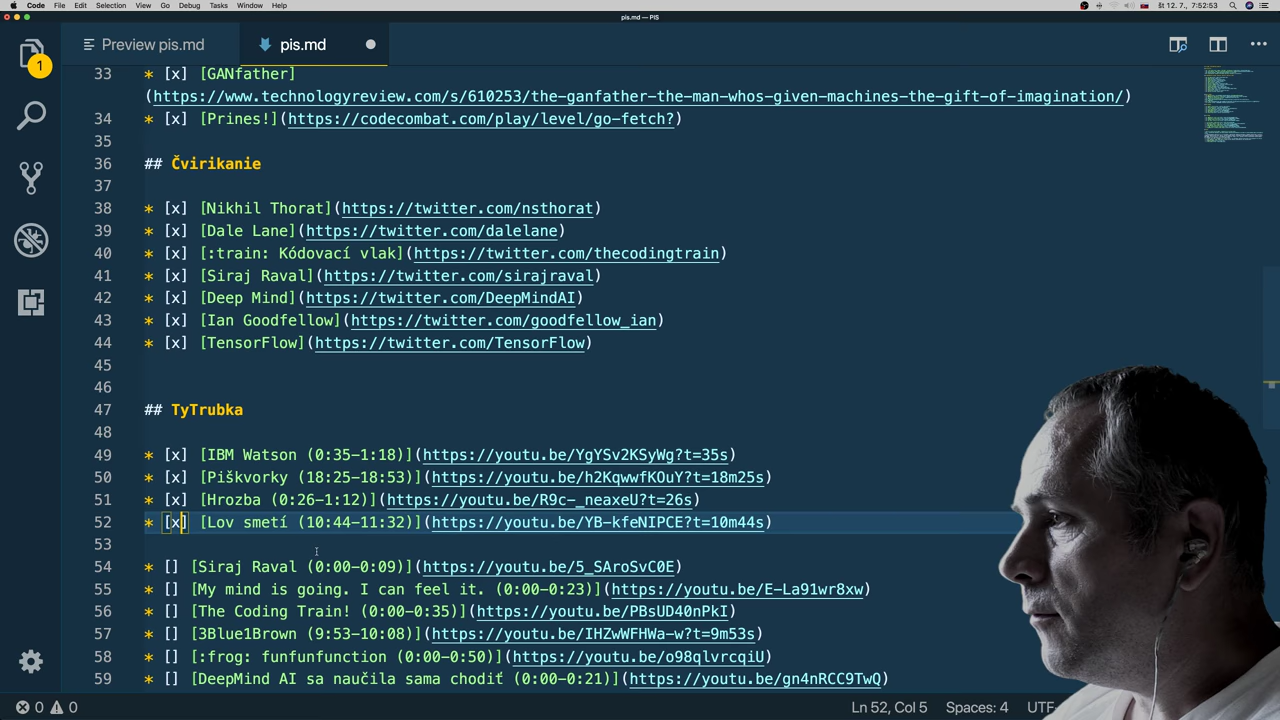 Code File Edit Selection View Go Debug Tasks Window Help
št 12. 7., 7:52:53
pis.md — PIS
Preview pis.md
pis.md
1
33 * [x] [GANfather]
(https://www.technologyreview.com/s/610253/the-ganfather-the-man-whos-given-machines-the-gift-of-imagination/)
34 * [x] [Prines!](https://codecombat.com/play/level/go-fetch?)
35
36 ## Čvirikanie
37
38 * [x] [Nikhil Thorat](https://twitter.com/nsthorat)
39 * [x] [Dale Lane](https://twitter.com/dalelane)
40 * [x] [:train: Kódovací vlak](https://twitter.com/thecodingtrain)
41 * [x] [Siraj Raval](https://twitter.com/sirajraval)
42 * [x] [Deep Mind](https://twitter.com/DeepMindAI)
43 * [x] [Ian Goodfellow](https://twitter.com/goodfellow_ian)
44 * [x] [TensorFlow](https://twitter.com/TensorFlow)
45
46
47 ## TyTrubka
48
49 * [x] [IBM Watson (0:35-1:18)](https://youtu.be/YgYSv2KSyWg?t=35s)
50 * [x] [Piškvorky (18:25-18:53)](https://youtu.be/h2KqwwfKOuY?t=18m25s)
51 * [x] [Hrozba (0:26-1:12)](https://youtu.be/R9c-_neaxeU?t=26s)
52 * [x] [Lov smetí (10:44-11:32)](https://youtu.be/YB-kfeNIPCE?t=10m44s)
53
54 * [] [Siraj Raval (0:00-0:09)](https://youtu.be/5_SAroSvC0E)
55 * [] [My mind is going. I can feel it. (0:00-0:23)](https://youtu.be/E-La91wr8xw)
56 * [] [The Coding Train! (0:00-0:35)](https://youtu.be/PBsUD40nPkI)
57 * [] [3Blue1Brown (9:53-10:08)](https://youtu.be/IHZwWFHWa-w?t=9m53s)
58 * [] [:frog: funfunfunction (0:00-0:50)](https://youtu.be/o98qlvrcqiU)
59 * [] [DeepMind AI sa naučila sama chodiť (0:00-0:21)](https://youtu.be/gn4nRCC9TwQ)
0 0 Ln 52, Col 5 Spaces: 4 UTF-